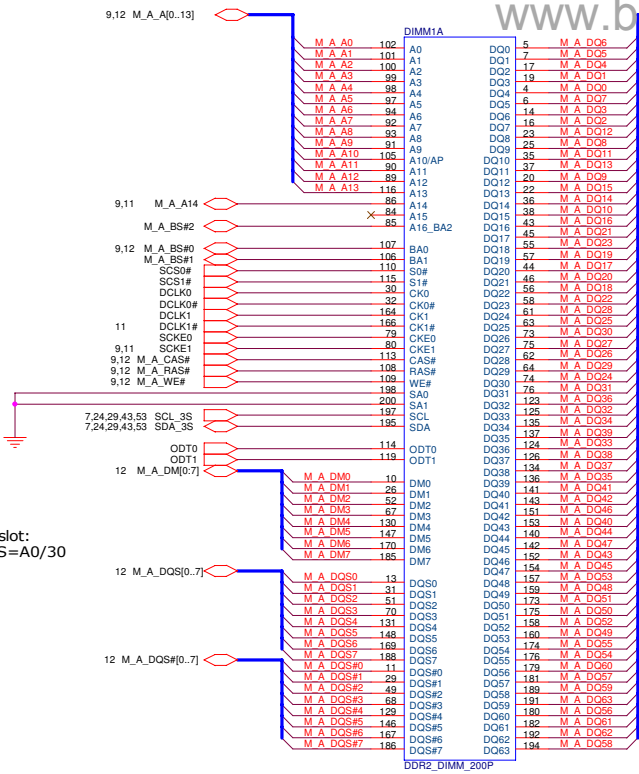 www.b
9,12 M_A_A[0..13]
DIMM1A
M_A_A0 102 A0
M_A_A1 101 A1
M_A_A2 100 A2
M_A_A3 99 A3
M_A_A4 98 A4
M_A_A5 97 A5
M_A_A6 94 A6
M_A_A7 92 A7
M_A_A8 93 A8
M_A_A9 91 A9
M_A_A10 105 A10/AP
M_A_A11 90 A11
M_A_A12 89 A12
M_A_A13 116 A13
9,11 M_A_A14 86 A14
84 A15
M_A_BS#2 85 A16_BA2
9,12 M_A_BS#0 107 BA0
M_A_BS#1 106 BA1
SCS0# 110 S0#
SCS1# 115 S1#
DCLK0 30 CK0
DCLK0# 32 CK0#
DCLK1 164 CK1
11 DCLK1# 166 CK1#
SCKE0 79 CKE0
9,11 SCKE1 80 CKE1
9,12 M_A_CAS# 113 CAS#
9,12 M_A_RAS# 108 RAS#
9,12 M_A_WE# 109 WE#
198 SA0
200 SA1
7,24,29,43,53 SCL_3S 197 SCL
7,24,29,43,53 SDA_3S 195 SDA
ODT0 114 ODT0
ODT1 119 ODT1
12 M_A_DM[0:7]
M_A_DM0 10 DM0
M_A_DM1 26 DM1
M_A_DM2 52 DM2
M_A_DM3 67 DM3
M_A_DM4 130 DM4
M_A_DM5 147 DM5
M_A_DM6 170 DM6
M_A_DM7 185 DM7
slot:
S=A0/30
12 M_A_DQS[0..7]
M_A_DQS0 13 DQS0
M_A_DQS1 31 DQS1
M_A_DQS2 51 DQS2
M_A_DQS3 70 DQS3
M_A_DQS4 131 DQS4
M_A_DQS5 148 DQS5
M_A_DQS6 169 DQS6
M_A_DQS7 188 DQS7
12 M_A_DQS#[0..7]
M_A_DQS#0 11 DQS#0
M_A_DQS#1 29 DQS#1
M_A_DQS#2 49 DQS#2
M_A_DQS#3 68 DQS#3
M_A_DQS#4 129 DQS#4
M_A_DQS#5 146 DQS#5
M_A_DQS#6 167 DQS#6
M_A_DQS#7 186 DQS#7
DQ0 5 M_A_DQ6
DQ1 7 M_A_DQ5
DQ2 17 M_A_DQ4
DQ3 19 M_A_DQ1
DQ4 4 M_A_DQ0
DQ5 6 M_A_DQ7
DQ6 14 M_A_DQ3
DQ7 16 M_A_DQ2
DQ8 23 M_A_DQ12
DQ9 25 M_A_DQ8
DQ10 35 M_A_DQ11
DQ11 37 M_A_DQ13
DQ12 20 M_A_DQ9
DQ13 22 M_A_DQ15
DQ14 36 M_A_DQ14
DQ15 38 M_A_DQ10
DQ16 43 M_A_DQ16
DQ17 45 M_A_DQ21
DQ18 55 M_A_DQ23
DQ19 57 M_A_DQ19
DQ20 44 M_A_DQ17
DQ21 46 M_A_DQ20
DQ22 56 M_A_DQ18
DQ23 58 M_A_DQ22
DQ24 61 M_A_DQ28
DQ25 63 M_A_DQ25
DQ26 73 M_A_DQ30
DQ27 75 M_A_DQ27
DQ28 62 M_A_DQ26
DQ29 64 M_A_DQ29
DQ30 74 M_A_DQ24
DQ31 76 M_A_DQ31
DQ32 123 M_A_DQ36
DQ33 125 M_A_DQ32
DQ34 135 M_A_DQ34
DQ35 137 M_A_DQ39
DQ36 124 M_A_DQ33
DQ37 126 M_A_DQ38
DQ38 134 M_A_DQ37
DQ39 136 M_A_DQ35
DQ40 141 M_A_DQ41
DQ41 143 M_A_DQ42
DQ42 151 M_A_DQ46
DQ43 153 M_A_DQ40
DQ44 140 M_A_DQ44
DQ45 142 M_A_DQ47
DQ46 152 M_A_DQ43
DQ47 154 M_A_DQ45
DQ48 157 M_A_DQ53
DQ49 159 M_A_DQ48
DQ50 173 M_A_DQ51
DQ51 175 M_A_DQ50
DQ52 158 M_A_DQ52
DQ53 160 M_A_DQ49
DQ54 174 M_A_DQ55
DQ55 176 M_A_DQ54
DQ56 179 M_A_DQ60
DQ57 181 M_A_DQ57
DQ58 189 M_A_DQ59
DQ59 191 M_A_DQ63
DQ60 180 M_A_DQ56
DQ61 182 M_A_DQ61
DQ62 192 M_A_DQ62
DQ63 194 M_A_DQ58
DDR2_DIMM_200P